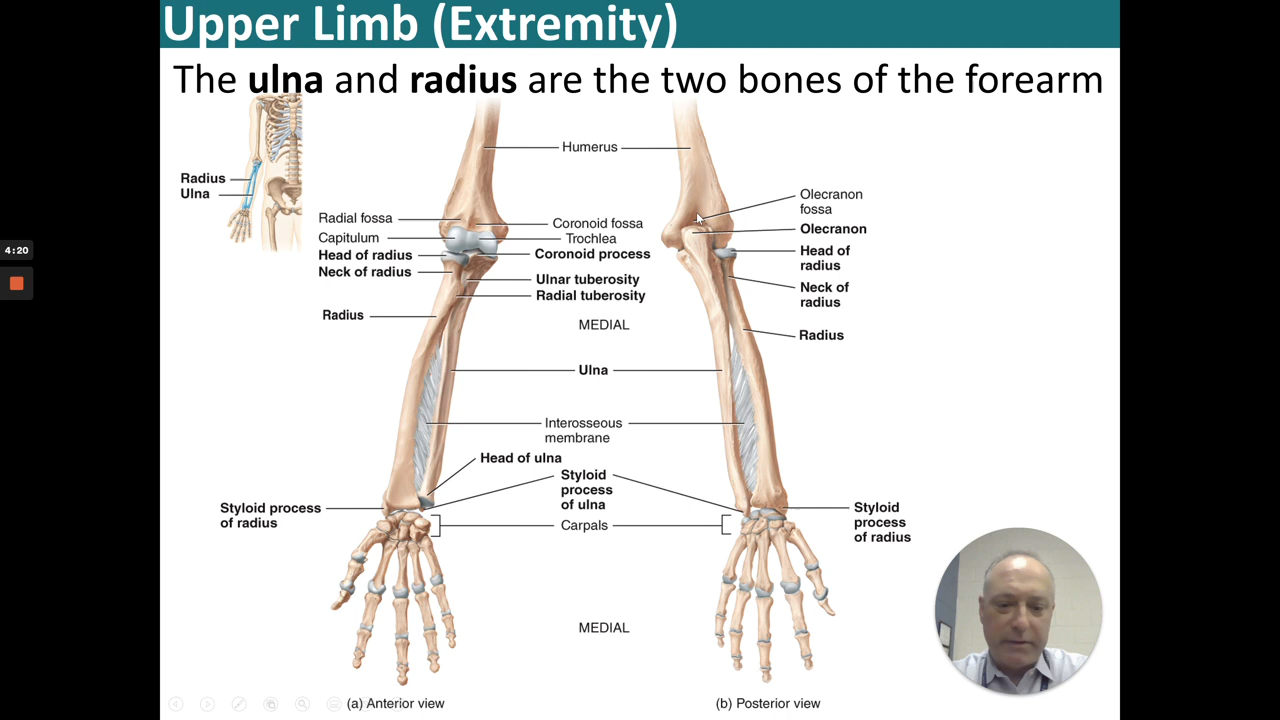 Upper Limb (Extremity)
The ulna and radius are the two bones of the forearm
Radius
Ulna
4:20
Humerus
Radial fossa
Capitulum
Head of radius
Neck of radius
Radius
Coronoid fossa
Trochlea
Coronoid process
Ulnar tuberosity
Radial tuberosity
MEDIAL
Ulna
Interosseous
membrane
Head of ulna
Styloid
process
of ulna
Carpals
Styloid process
of radius
Olecranon
fossa
Olecranon
Head of
radius
Neck of
radius
Radius
Styloid
process
of radius
MEDIAL
(a) Anterior view
(b) Posterior view